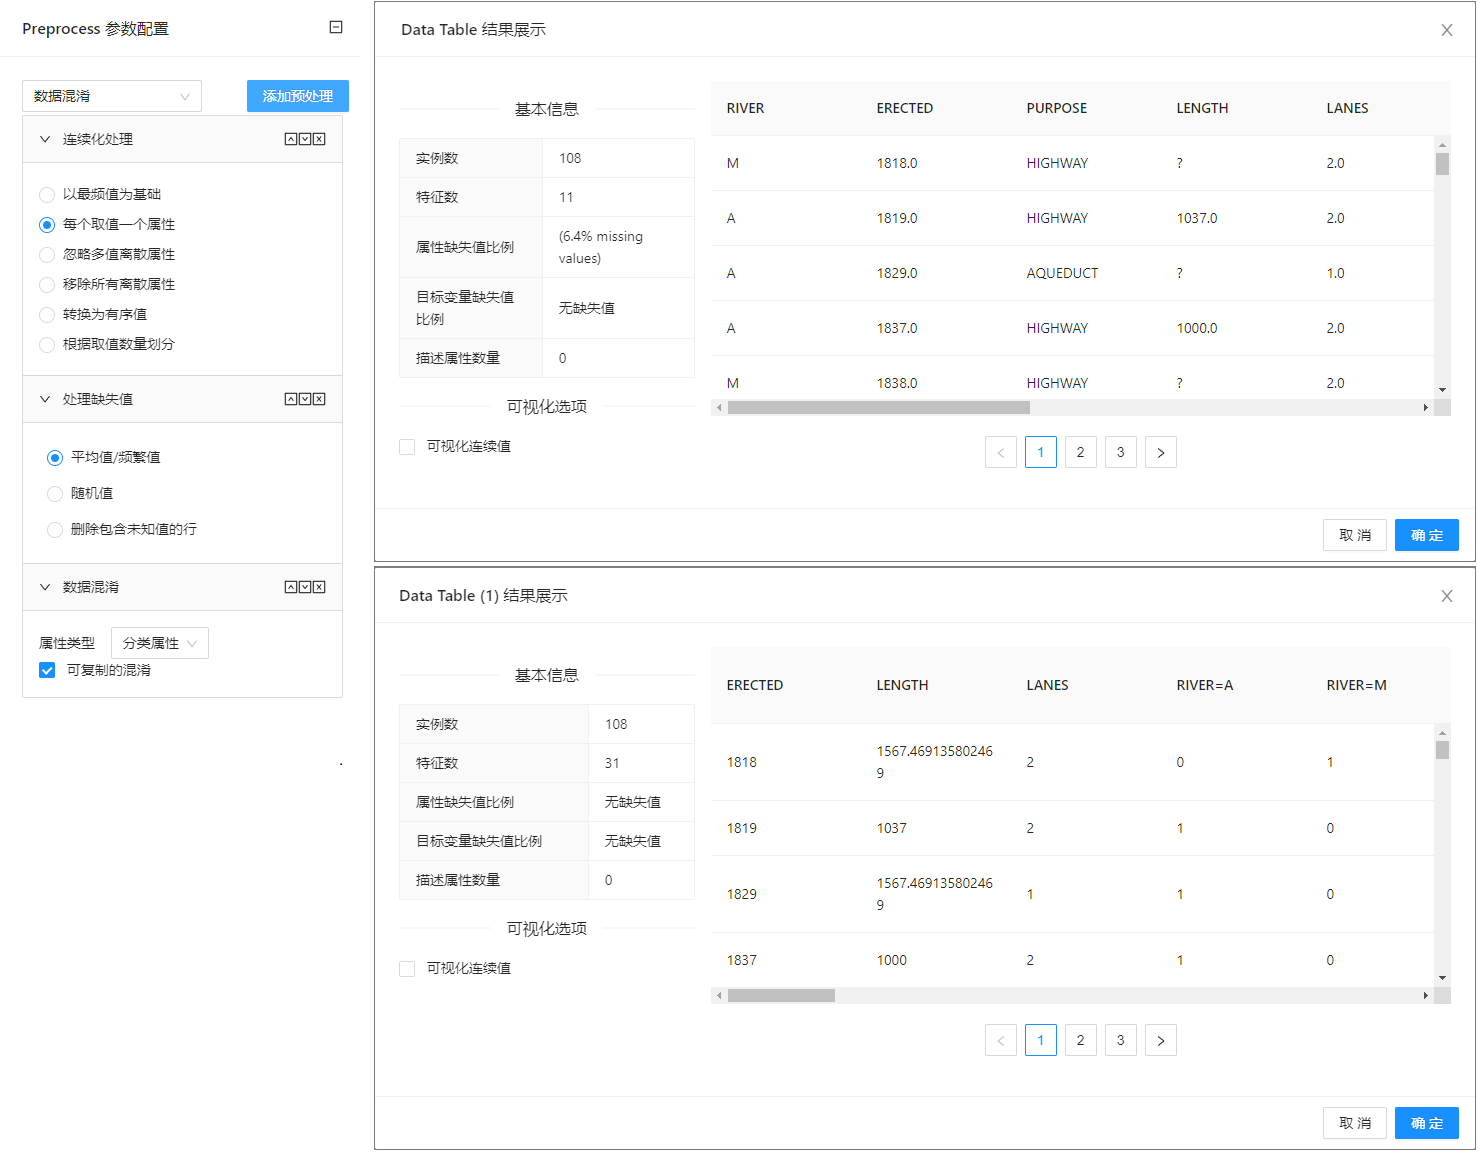 Preprocess 参数配置
数据混淆
添加预处理
连续化处理
以最频值为基础
每个取值一个属性
忽略多值离散属性
移除所有离散属性
转换为有序值
根据取值数量划分
处理缺失值
平均值/频繁值
随机值
删除包含未知值的行
数据混淆
属性类型 分类属性
可复制的混淆
Data Table 结果展示
基本信息
实例数 108
特征数 11
属性缺失值比例 (6.4% missing
values)
目标变量缺失值
比例
无缺失值
描述属性数量 0
可视化选项
可视化连续值
RIVER ERECTED PURPOSE LENGTH LANES
M 1818.0 HIGHWAY ? 2.0
A 1819.0 HIGHWAY 1037.0 2.0
A 1829.0 AQUEDUCT ? 1.0
A 1837.0 HIGHWAY 1000.0 2.0
M 1838.0 HIGHWAY ? 2.0
< 1 2 3 >
取 消 确 定
Data Table (1) 结果展示
基本信息
实例数 108
特征数 31
属性缺失值比例 无缺失值
目标变量缺失值比例 无缺失值
描述属性数量 0
可视化选项
可视化连续值
ERECTED LENGTH LANES RIVER=A RIVER=M
1818 1567.46913580246
9 2 0 1
1819 1037 2 1 0
1829 1567.46913580246
9 1 1 0
1837 1000 2 1 0
< 1 2 3 >
取 消 确 定